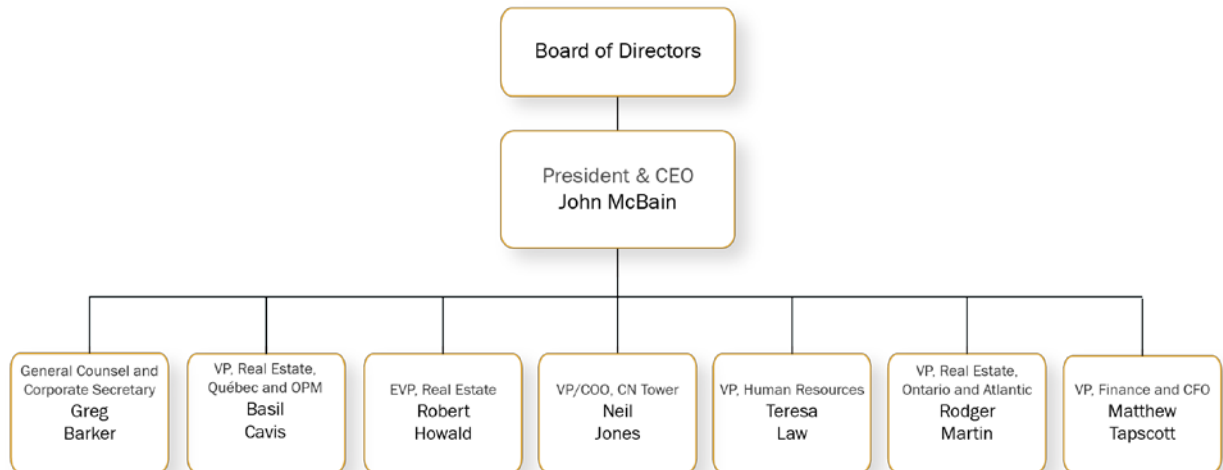 Board of Directors
President & CEO
John McBain
General Counsel and
Corporate Secretary
Greg
Barker
VP, Real Estate,
Québec and OPM
Basil
Cavis
EVP, Real Estate
Robert
Howald
VP/COO, CN Tower
Neil
Jones
VP, Human Resources
Teresa
Law
VP, Real Estate,
Ontario and Atlantic
Rodger
Martin
VP, Finance and CFO
Matthew
Tapscott